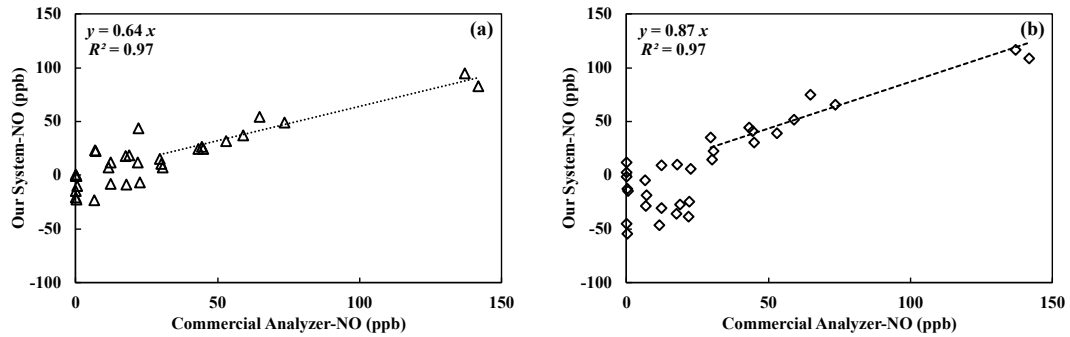 y = 0.64 x
R² = 0.97
(a)
150
100
50
0
-50
-100
0
50
100
150
Our System-NO (ppb)
Commercial Analyzer-NO (ppb)
y = 0.87 x
R² = 0.97
(b)
150
100
50
0
-50
-100
0
50
100
150
Our System-NO (ppb)
Commercial Analyzer-NO (ppb)